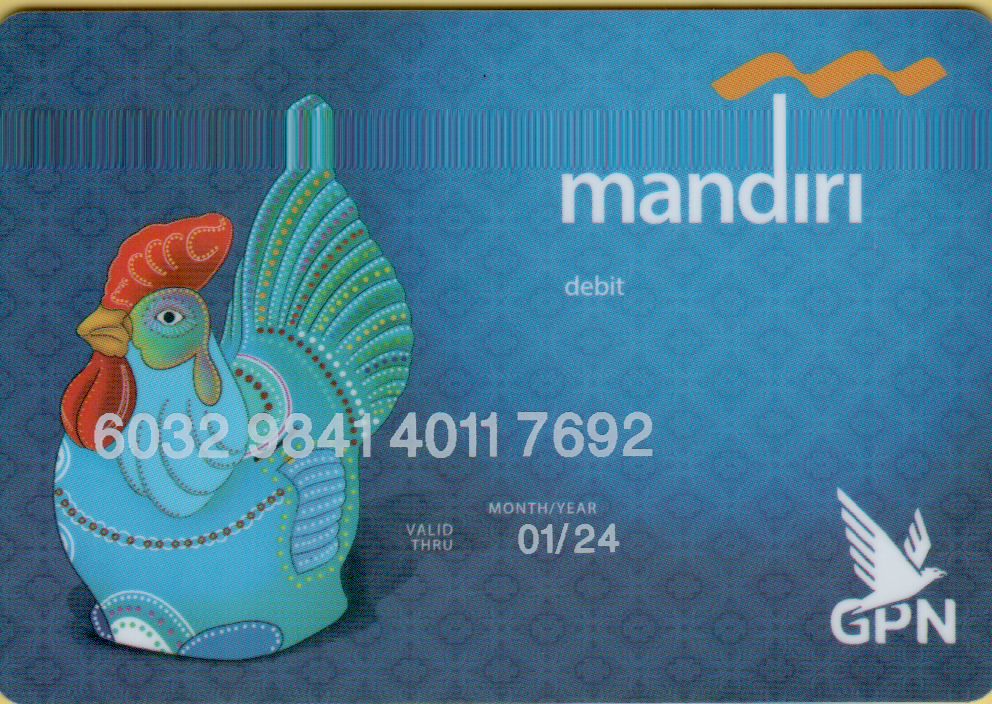 mandiri
debit
6032 9841 4011 7692
MONTH/YEAR
VALID
THRU
01/24
GPN